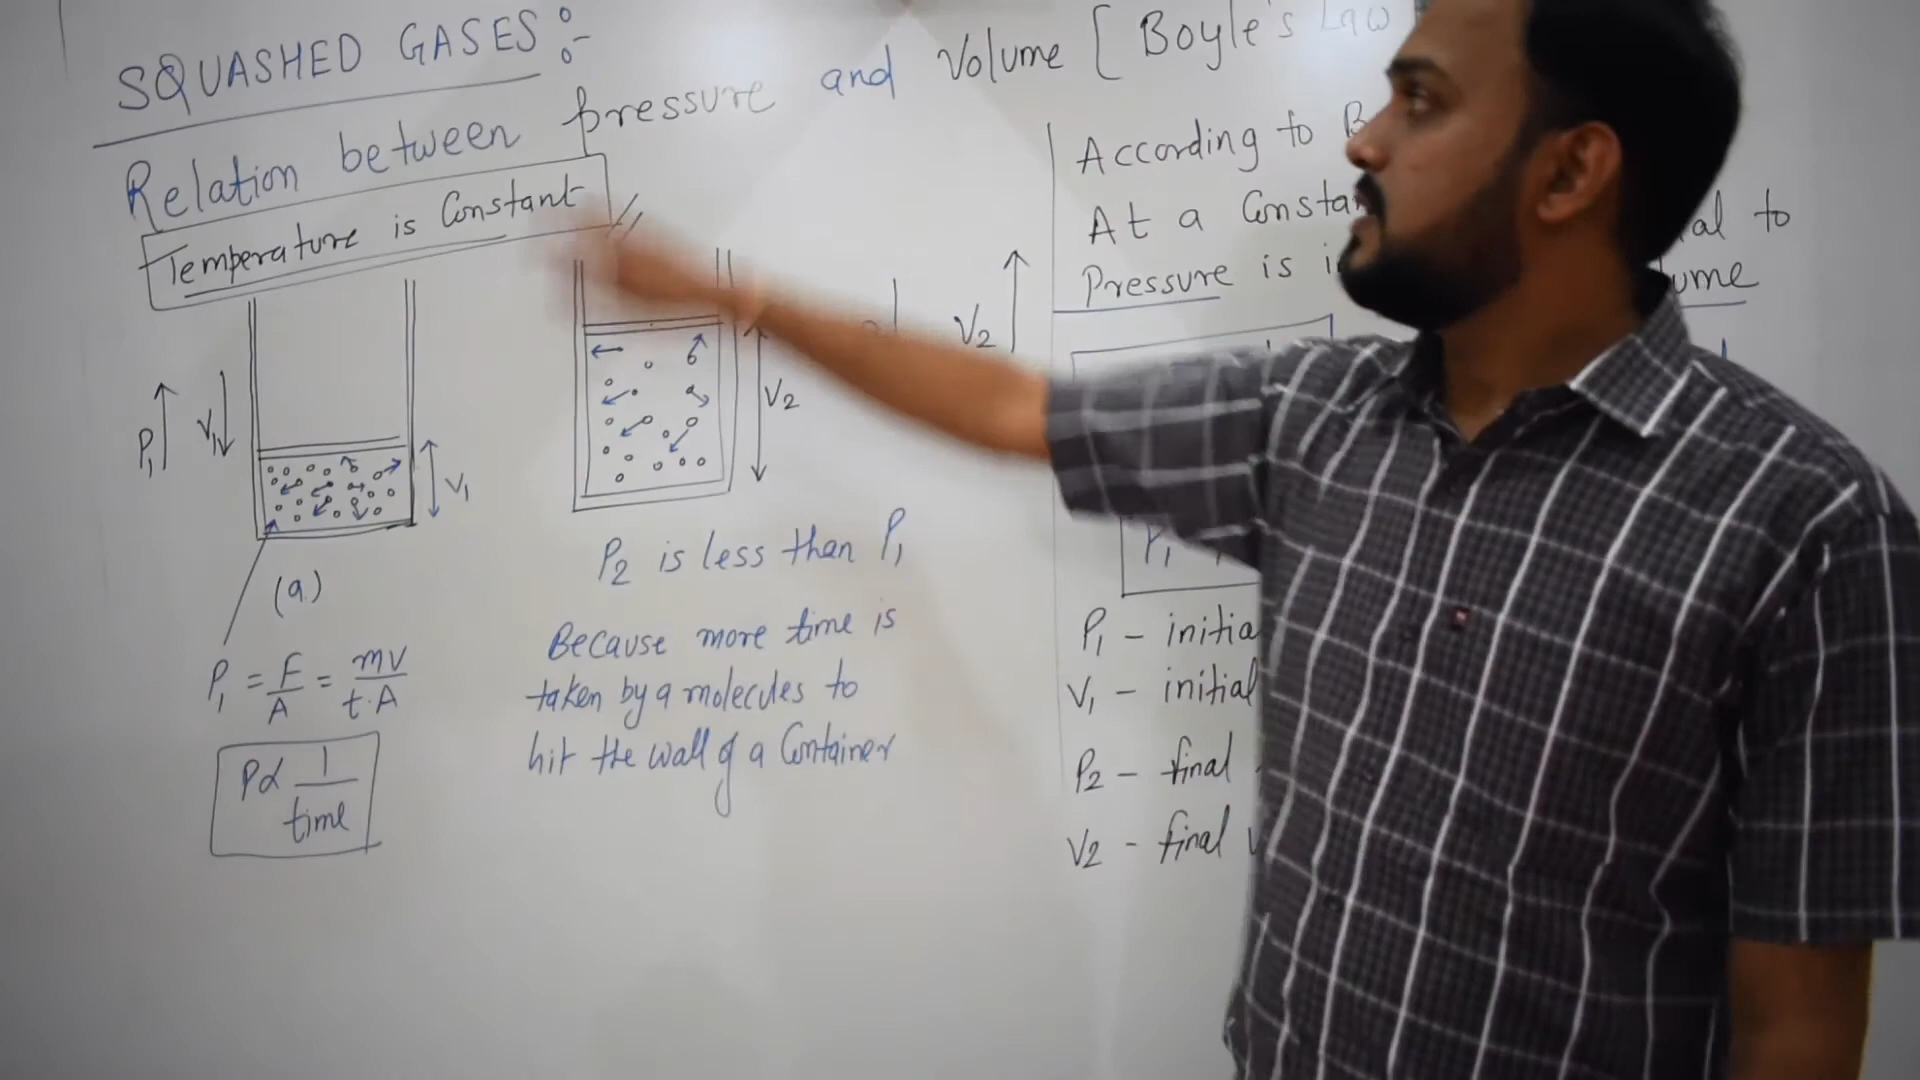 SQUASHED GASES :-
Relation between pressure and Volume [Boyle's Law
Temperature is Constant
P1 V1
V1
(a)
P1 = F/A = mv/t.A
P∝ 1/time
V2
P2 is less than P1
Because more time is
taken by a molecules to
hit the wall of a Container
V2
According to B
At a Constan al to
Pressure is i ume
P1
P1 – initia
V1 – initial
P2 – final
V2 – final v